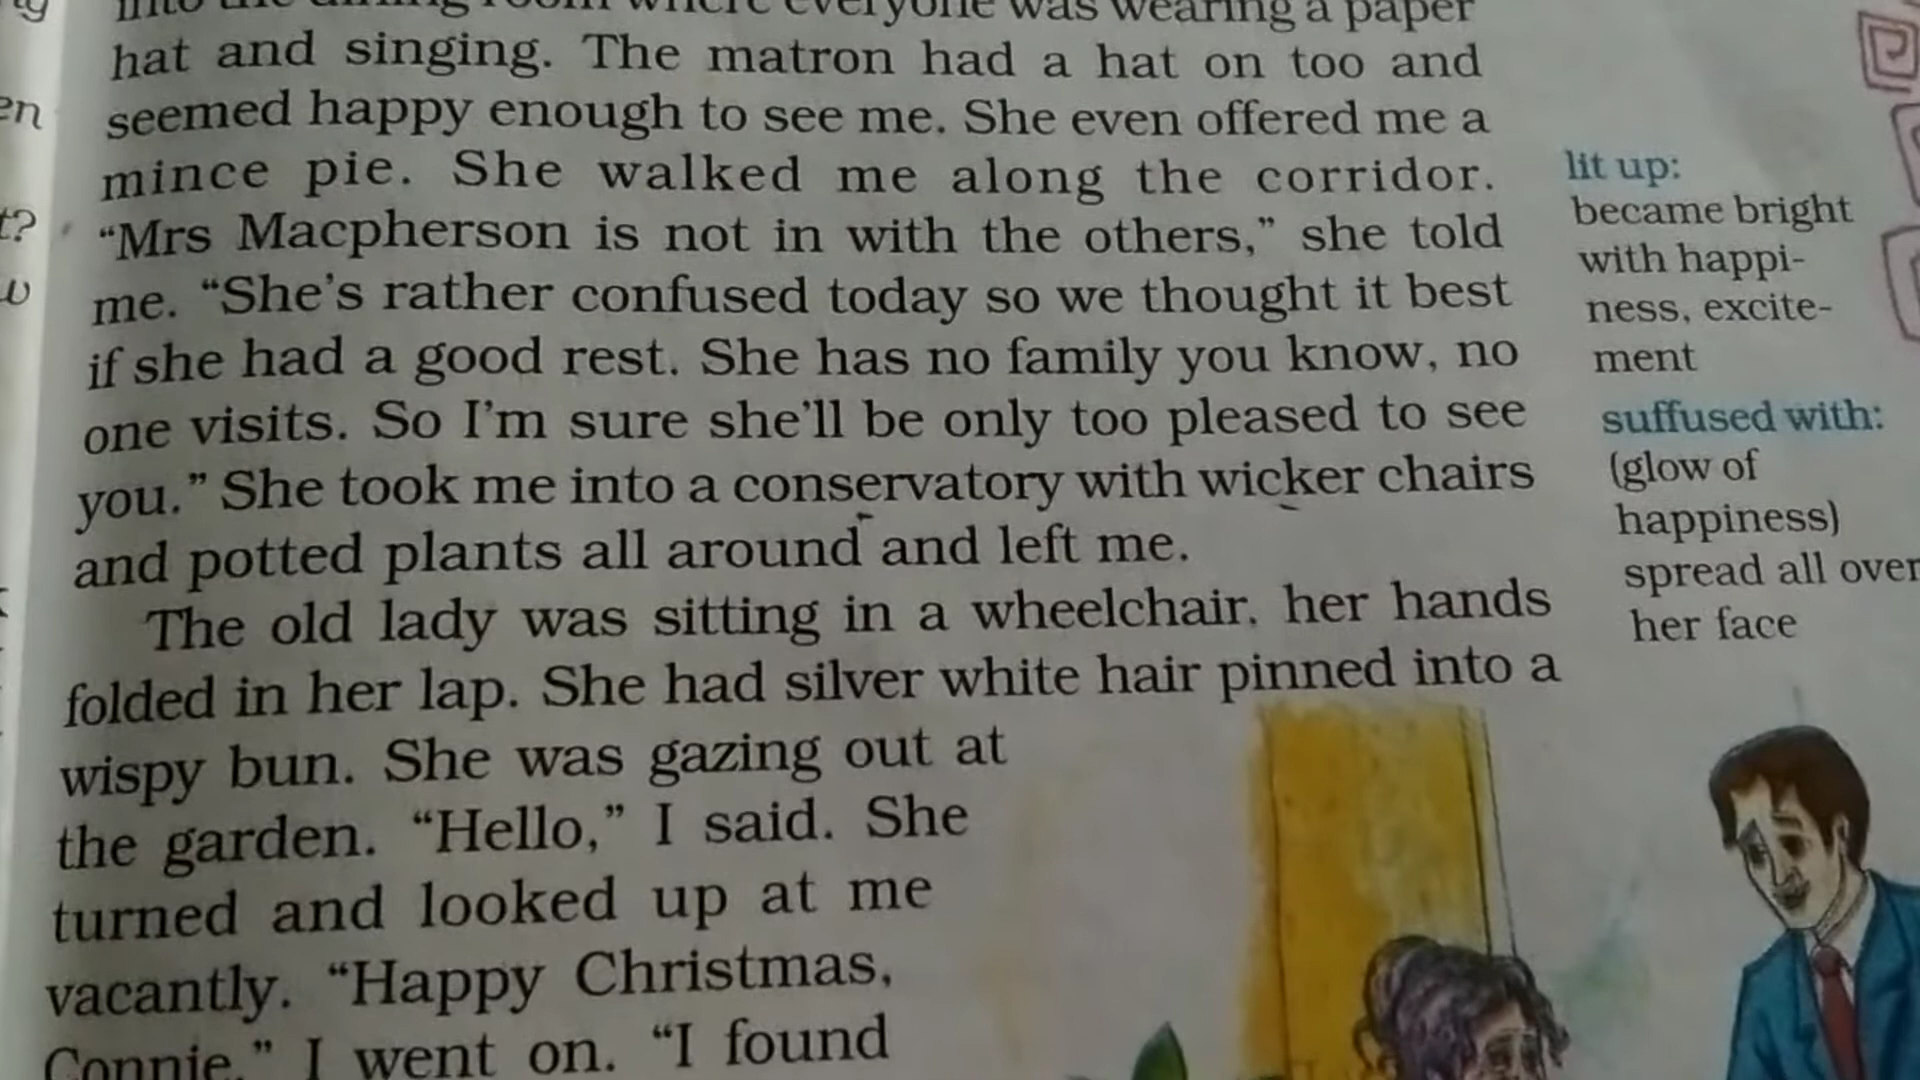 into the dining room where everyone was wearing a paper
hat and singing. The matron had a hat on too and
seemed happy enough to see me. She even offered me a
mince pie. She walked me along the corridor.
“Mrs Macpherson is not in with the others,” she told
me. “She’s rather confused today so we thought it best
if she had a good rest. She has no family you know, no
one visits. So I’m sure she’ll be only too pleased to see
you.” She took me into a conservatory with wicker chairs
and potted plants all around and left me.
The old lady was sitting in a wheelchair, her hands
folded in her lap. She had silver white hair pinned into a
wispy bun. She was gazing out at
the garden. “Hello,” I said. She
turned and looked up at me
vacantly. “Happy Christmas,
Connie,” I went on. “I found
lit up:
became bright
with happi-
ness, excite-
ment
suffused with:
(glow of
happiness)
spread all over
her face